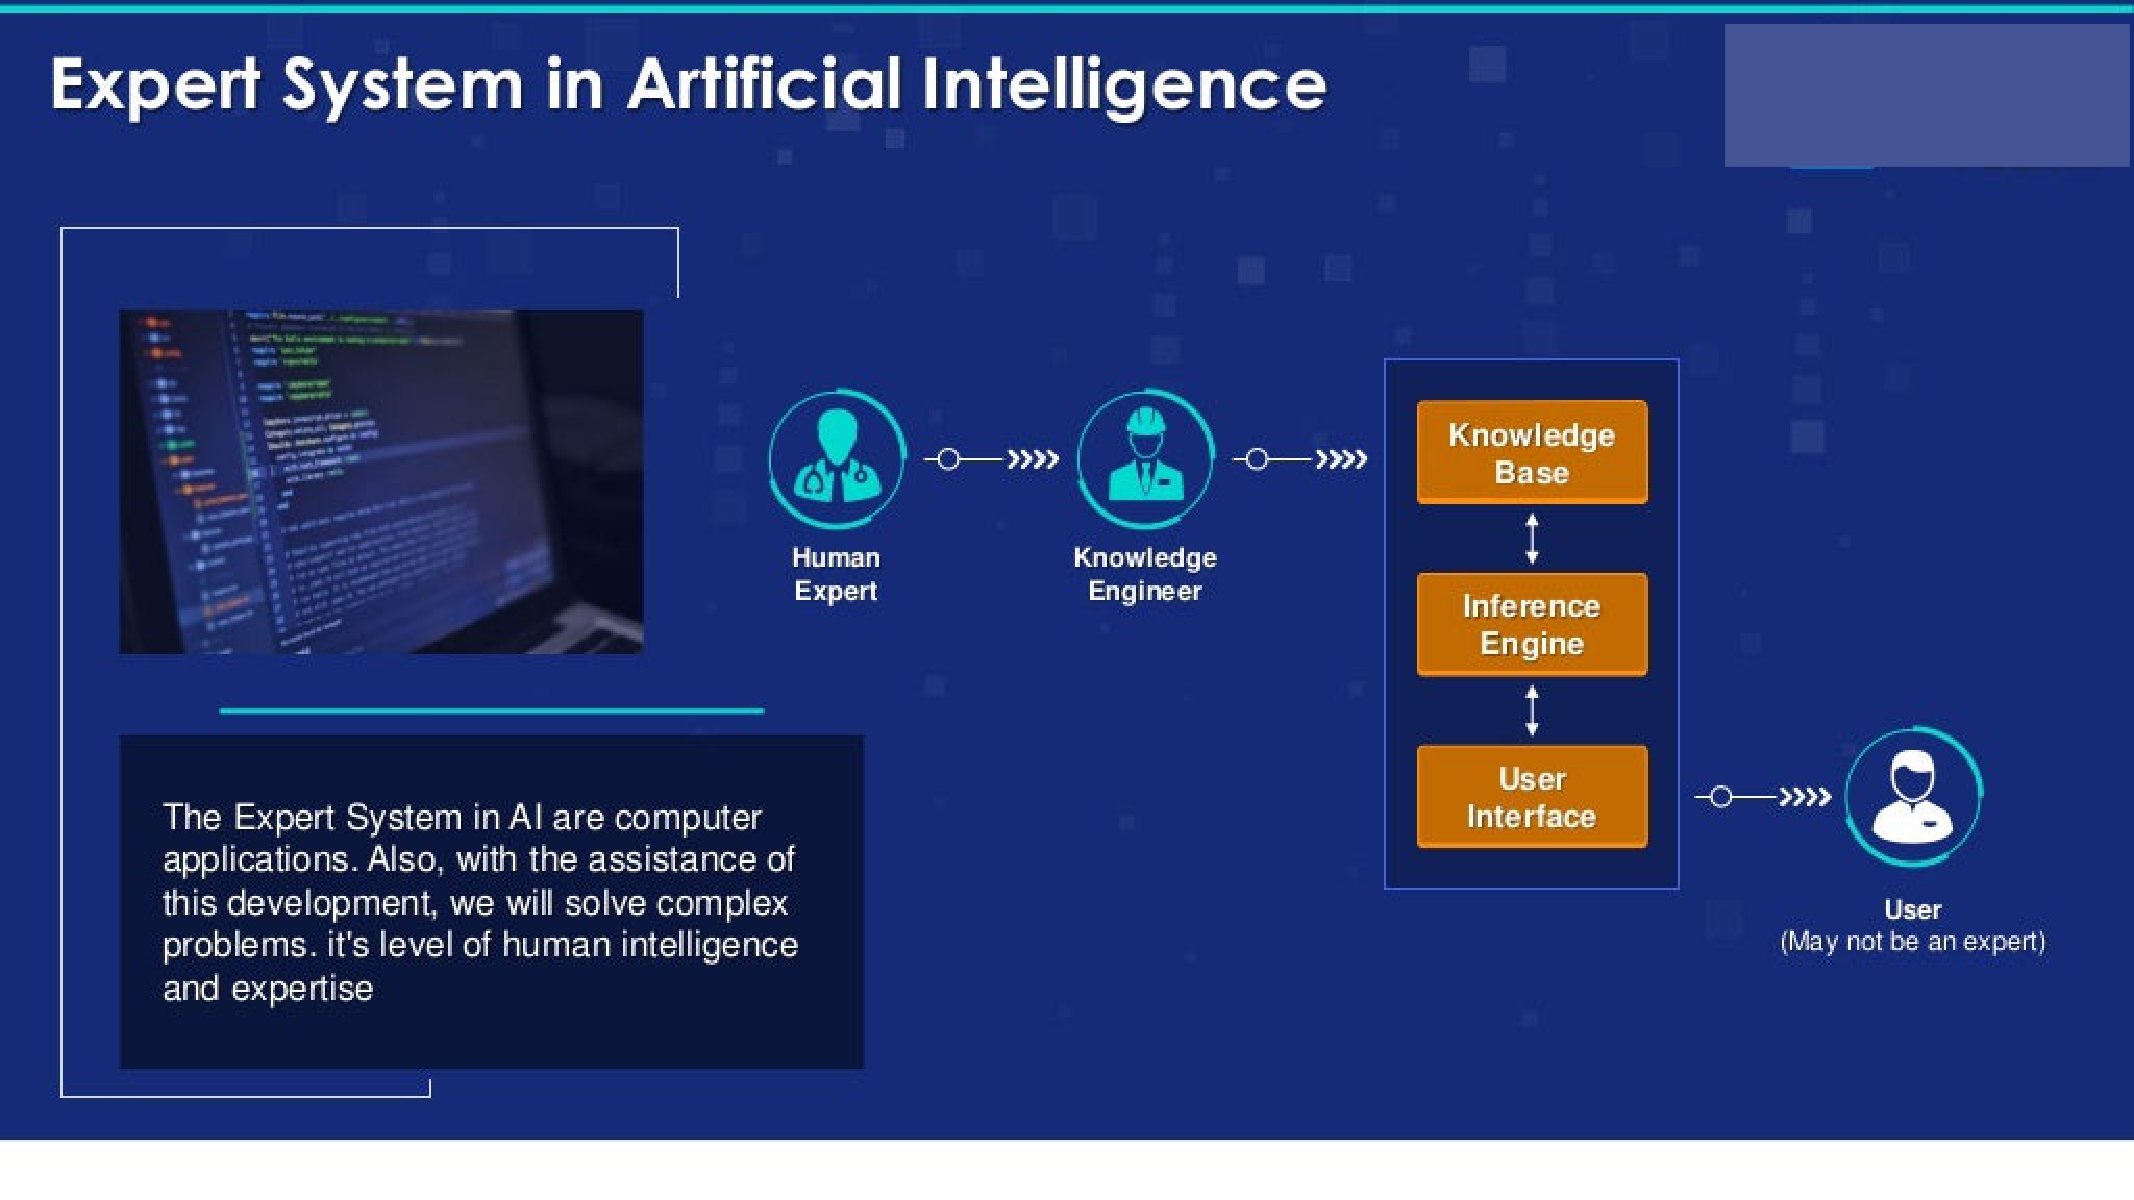 Expert System in Artificial Intelligence
Human
Expert
Knowledge
Engineer
Knowledge
Base
Inference
Engine
User
Interface
User
(May not be an expert)
The Expert System in AI are computer
applications. Also, with the assistance of
this development, we will solve complex
problems. it's level of human intelligence
and expertise